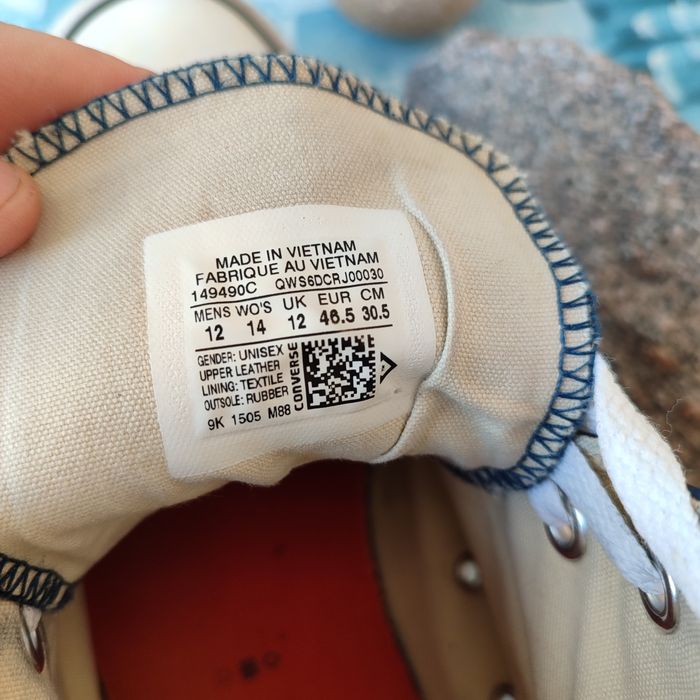 MADE IN VIETNAM
FABRIQUE AU VIETNAM
149490C QWS6DCRJ00030
MENS WO'S UK EUR CM
12 14 12 46.5 30.5
GENDER: UNISEX
UPPER LEATHER
LINING: TEXTILE
OUTSOLE: RUBBER
CONVERSE
9K 1505 M88